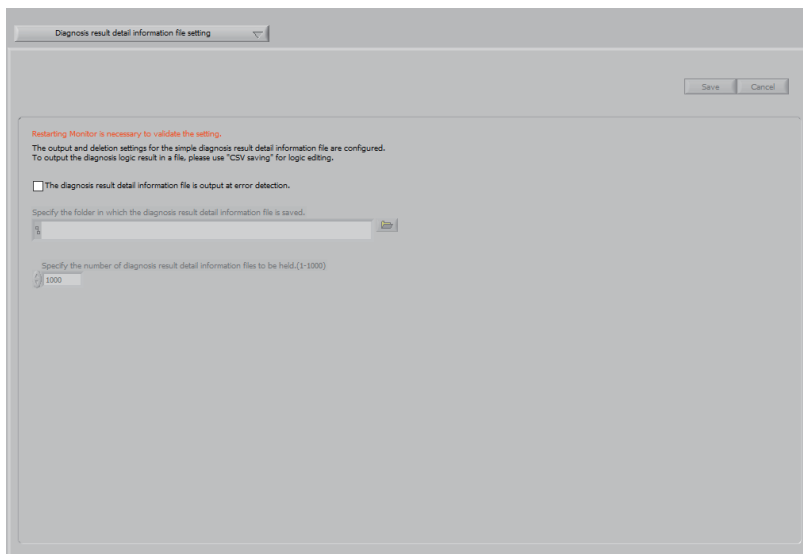 Diagnosis result detail information file setting
Save Cancel
Restarting Monitor is necessary to validate the setting.
The output and deletion settings for the simple diagnosis result detail information file are configured.
To output the diagnosis logic result in a file, please use "CSV saving" for logic editing.
The diagnosis result detail information file is output at error detection.
Specify the folder in which the diagnosis result detail information file is saved.
Specify the number of diagnosis result detail information files to be held.(1-1000)
1000